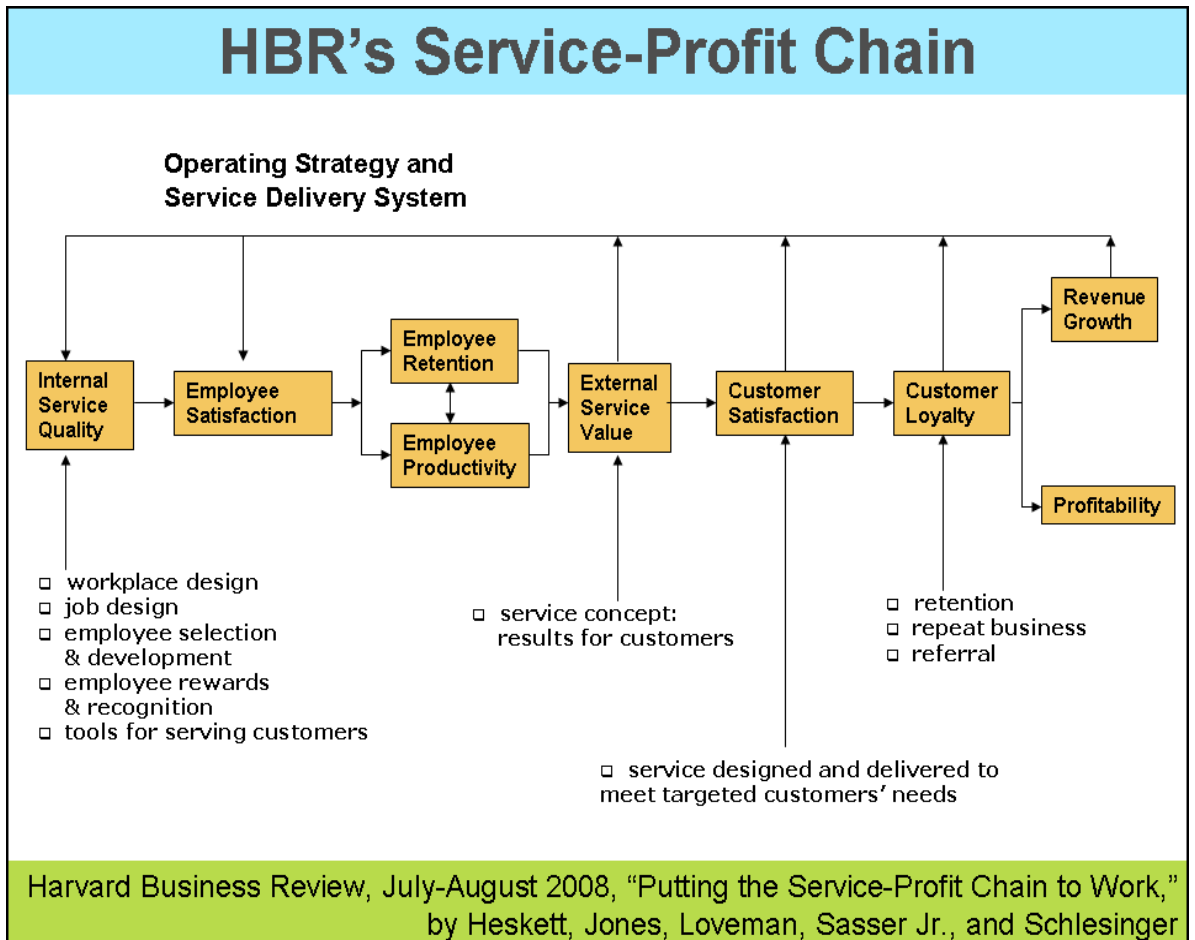 HBR's Service-Profit Chain
Operating Strategy and
Service Delivery System
Internal
Service
Quality
Employee
Satisfaction
Employee
Retention
Employee
Productivity
External
Service
Value
Customer
Satisfaction
Customer
Loyalty
Revenue
Growth
Profitability
❑ workplace design
❑ job design
❑ employee selection
& development
❑ employee rewards
& recognition
❑ tools for serving customers
❑ service concept:
results for customers
❑ service designed and delivered to
meet targeted customers' needs
❑ retention
❑ repeat business
❑ referral
Harvard Business Review, July-August 2008, “Putting the Service-Profit Chain to Work,”
by Heskett, Jones, Loveman, Sasser Jr., and Schlesinger